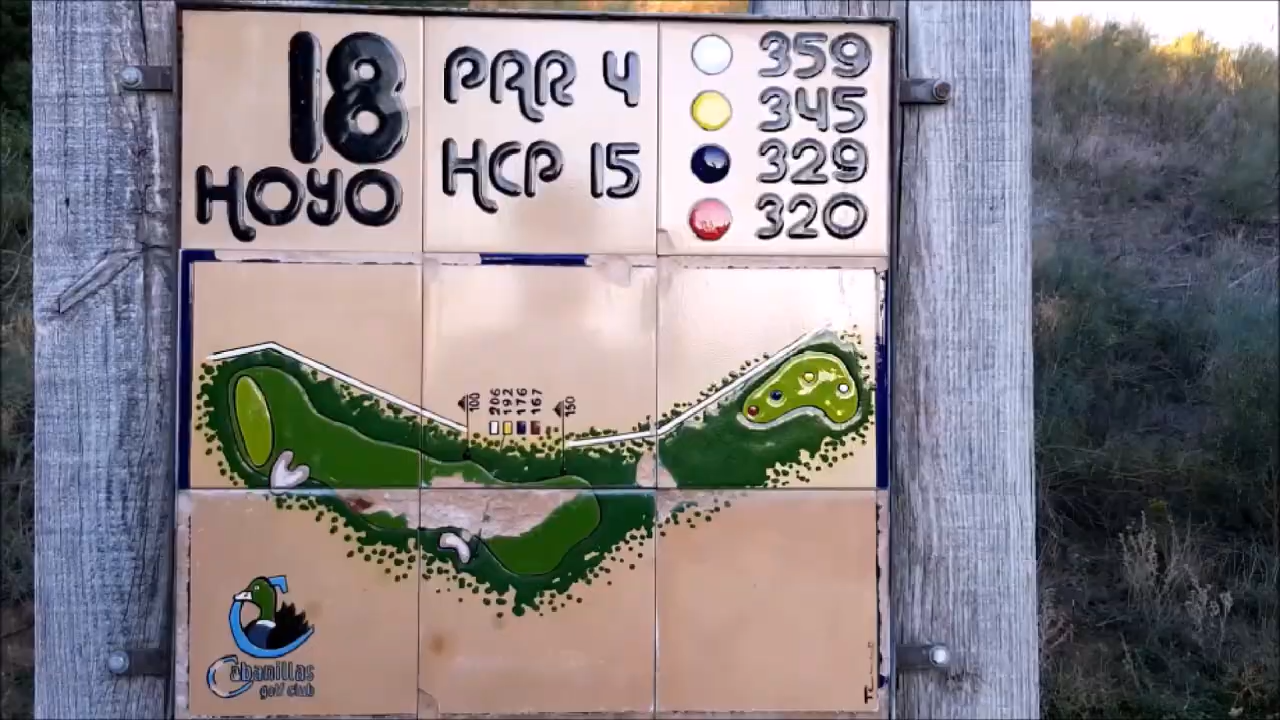 18
HOYO
PAR 4
HCP 15
359
345
329
320
100
206
192
176
167
150
Cabanillas
golf club